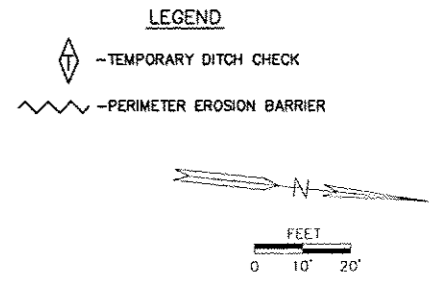 LEGEND
T -TEMPORARY DITCH CHECK
-PERIMETER EROSION BARRIER
N
FEET
0 10' 20'